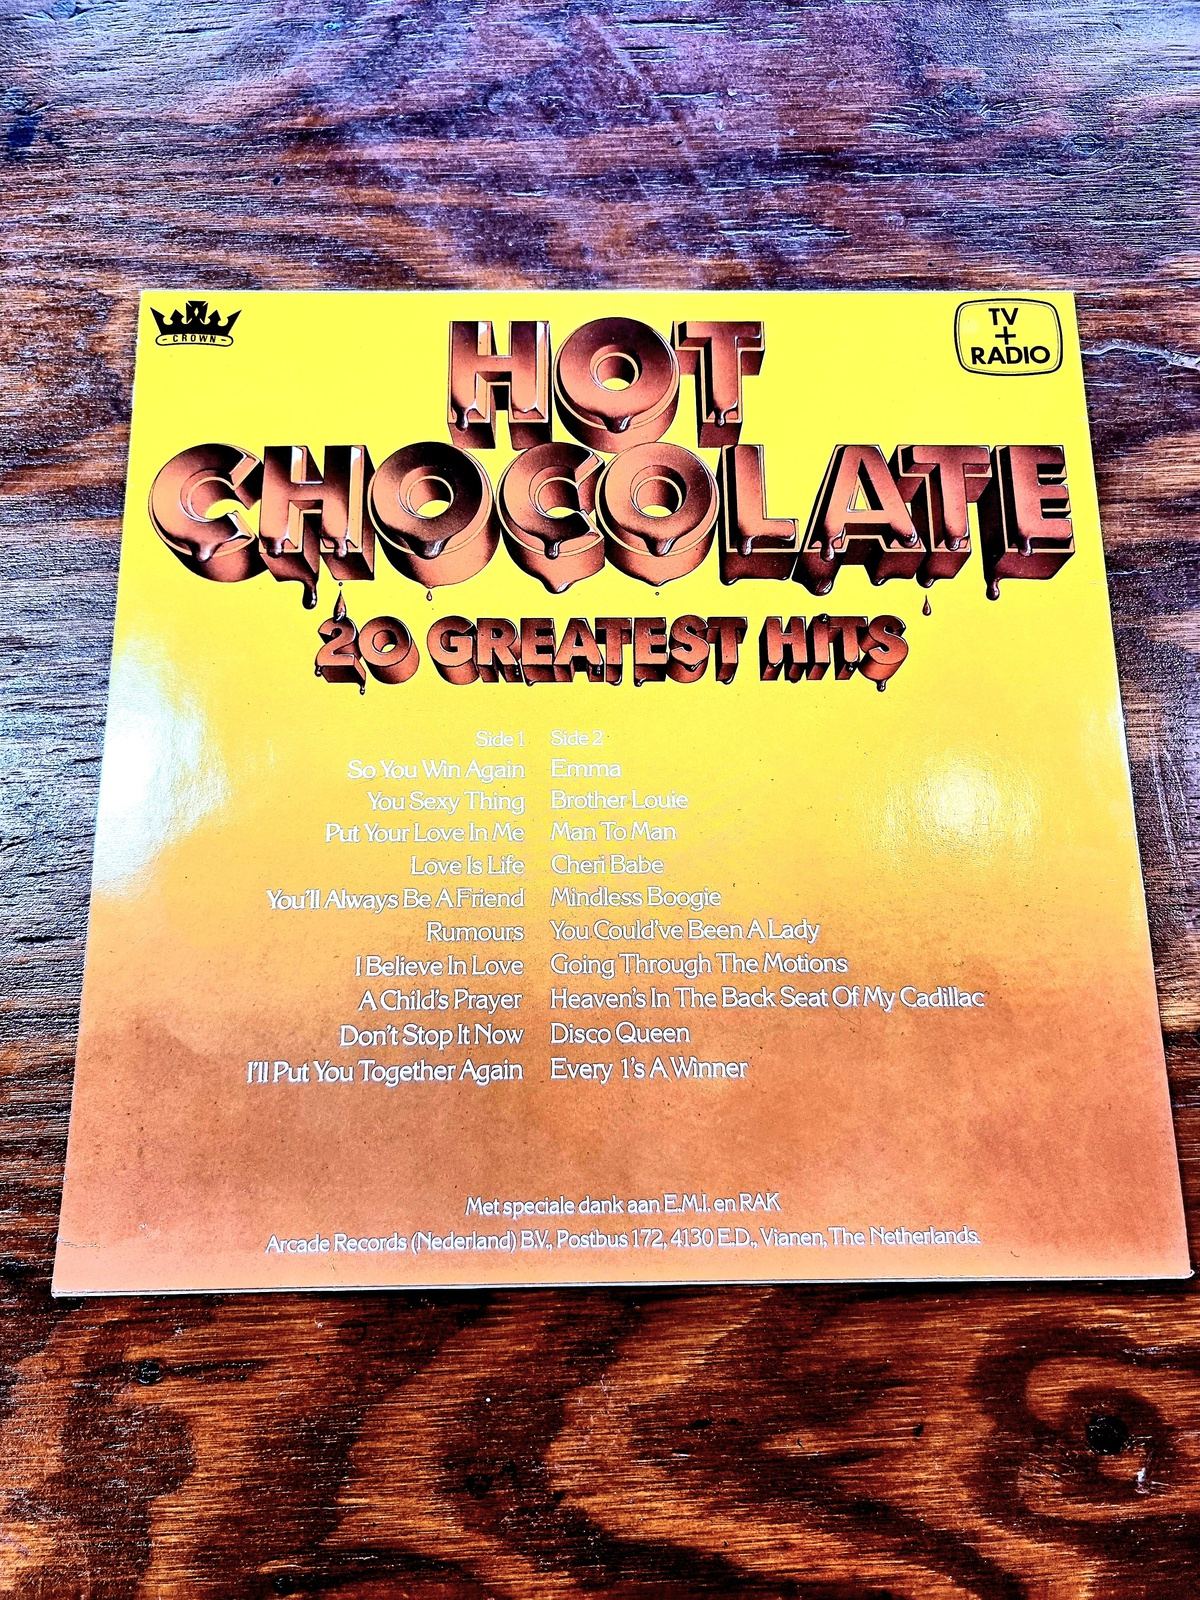 CROWN
TV
+
RADIO
HOT
CHOCOLATE
20 GREATEST HITS
Side 1
So You Win Again
You Sexy Thing
Put Your Love In Me
Love Is Life
You'll Always Be A Friend
Rumours
I Believe In Love
A Child's Prayer
Don't Stop It Now
I'll Put You Together Again
Side 2
Emma
Brother Louie
Man To Man
Cheri Babe
Mindless Boogie
You Could've Been A Lady
Going Through The Motions
Heaven's In The Back Seat Of My Cadillac
Disco Queen
Every 1's A Winner
Met speciale dank aan E.M.I. en RAK
Arcade Records (Nederland) B.V., Postbus 172, 4130 E.D., Vianen, The Netherlands.